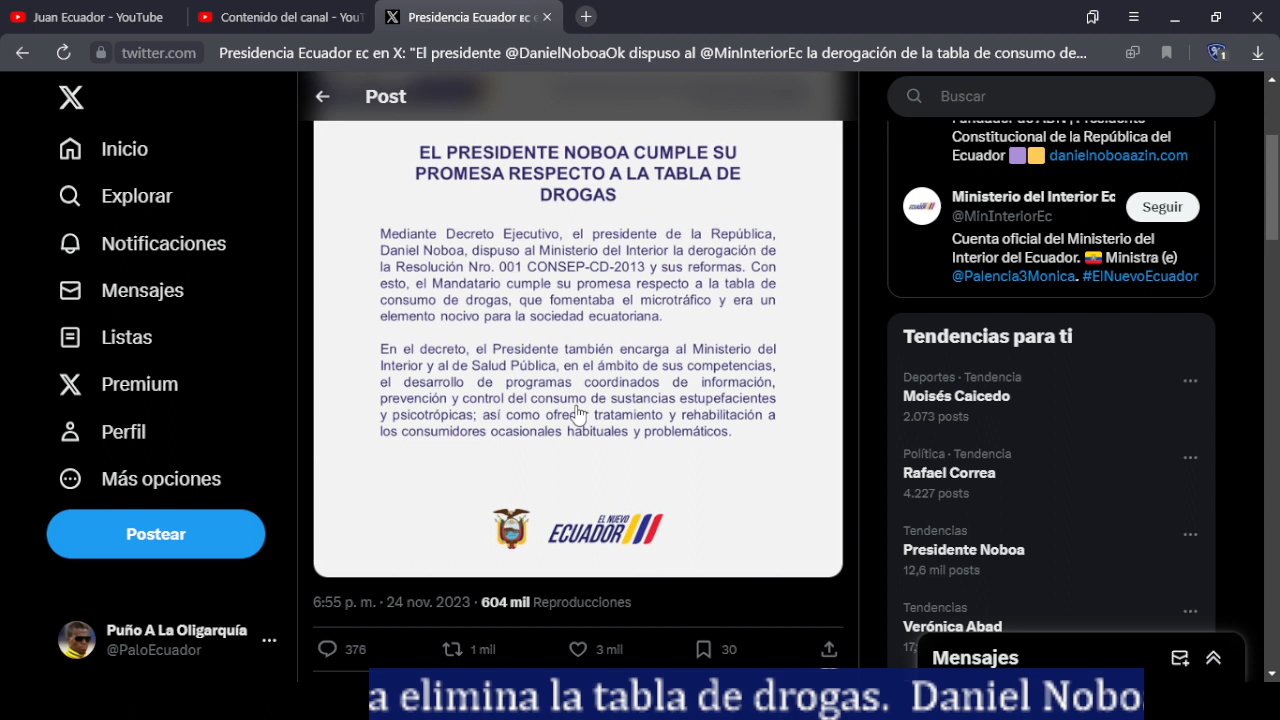 Juan Ecuador - YouTube
Contenido del canal - You
Presidencia Ecuador EC e
twitter.com
Presidencia Ecuador EC en X: "El presidente @DanielNoboaOk dispuso al @MinInteriorEc la derogación de la tabla de consumo de...
Inicio
Explorar
Notificaciones
Mensajes
Listas
Premium
Perfil
Más opciones
Postear
Puño A La Oligarquía
@PaloEcuador
Post
EL PRESIDENTE NOBOA CUMPLE SU
PROMESA RESPECTO A LA TABLA DE
DROGAS
Mediante Decreto Ejecutivo, el presidente de la República,
Daniel Noboa, dispuso al Ministerio del Interior la derogación de
la Resolución Nro. 001 CONSEP-CD-2013 y sus reformas. Con
esto, el Mandatario cumple su promesa respecto a la tabla de
consumo de drogas, que fomentaba el microtráfico y era un
elemento nocivo para la sociedad ecuatoriana.
En el decreto, el Presidente también encarga al Ministerio del
Interior y al de Salud Pública, en el ámbito de sus competencias,
el desarrollo de programas coordinados de información,
prevención y control del consumo de sustancias estupefacientes
y psicotrópicas; así como ofrecer tratamiento y rehabilitación a
los consumidores ocasionales habituales y problemáticos.
EL NUEVO
ECUADOR
6:55 p. m. · 24 nov. 2023 · 604 mil Reproducciones
376
1 mil
3 mil
30
Buscar
Constitucional de la República del
Ecuador danielnoboaazin.com
Ministerio del Interior Ec
@MinInteriorEc
Seguir
Cuenta oficial del Ministerio del
Interior del Ecuador. Ministra (e)
@Palencia3Monica. #ElNuevoEcuador
Tendencias para ti
Deportes · Tendencia
Moisés Caicedo
2.073 posts
Política · Tendencia
Rafael Correa
4.227 posts
Tendencias
Presidente Noboa
12,6 mil posts
Tendencias
Verónica Abad
Mensajes
a elimina la tabla de drogas. Daniel Nobo